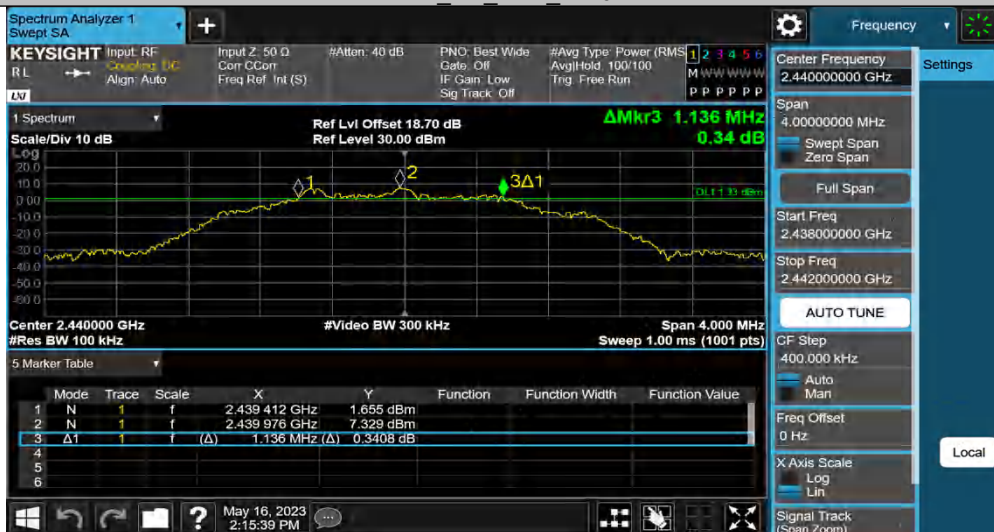 Spectrum Analyzer 1
Swept SA
+
Frequency
KEYSIGHT
RL
LXI
Input: RF
Coupling: DC
Align: Auto
Input Z: 50 Ω
Corr CCorr
Freq Ref: Int (S)
#Atten: 40 dB
PNO: Best Wide
Gate: Off
IF Gain: Low
Sig Track: Off
#Avg Type: Power (RMS
Avg|Hold: 100/100
Trig: Free Run
1 2 3 4 5 6
M W W W W W
P P P P P P
1 Spectrum
Scale/Div 10 dB
Ref Lvl Offset 18.70 dB
Ref Level 30.00 dBm
ΔMkr3 1.136 MHz
0.34 dB
Log
20.0
10.0
0.00
-10.0
-20.0
-30.0
-40.0
-50.0
-60.0
1
2
3Δ1
DL1 1.33 dBm
Center 2.440000 GHz
#Res BW 100 kHz
#Video BW 300 kHz
Span 4.000 MHz
Sweep 1.00 ms (1001 pts)
5 Marker Table
Mode Trace Scale X Y Function Function Width Function Value
1 N 1 f 2.439 412 GHz 1.655 dBm
2 N 1 f 2.439 976 GHz 7.329 dBm
3 Δ1 1 f (Δ) 1.136 MHz (Δ) 0.3408 dB
4
5
6
?
May 16, 2023
2:15:39 PM
Center Frequency
2.440000000 GHz
Span
4.00000000 MHz
Swept Span
Zero Span
Full Span
Start Freq
2.438000000 GHz
Stop Freq
2.442000000 GHz
AUTO TUNE
CF Step
400.000 kHz
Auto
Man
Freq Offset
0 Hz
X Axis Scale
Log
Lin
Signal Track
(Span Zoom)
Settings
Local